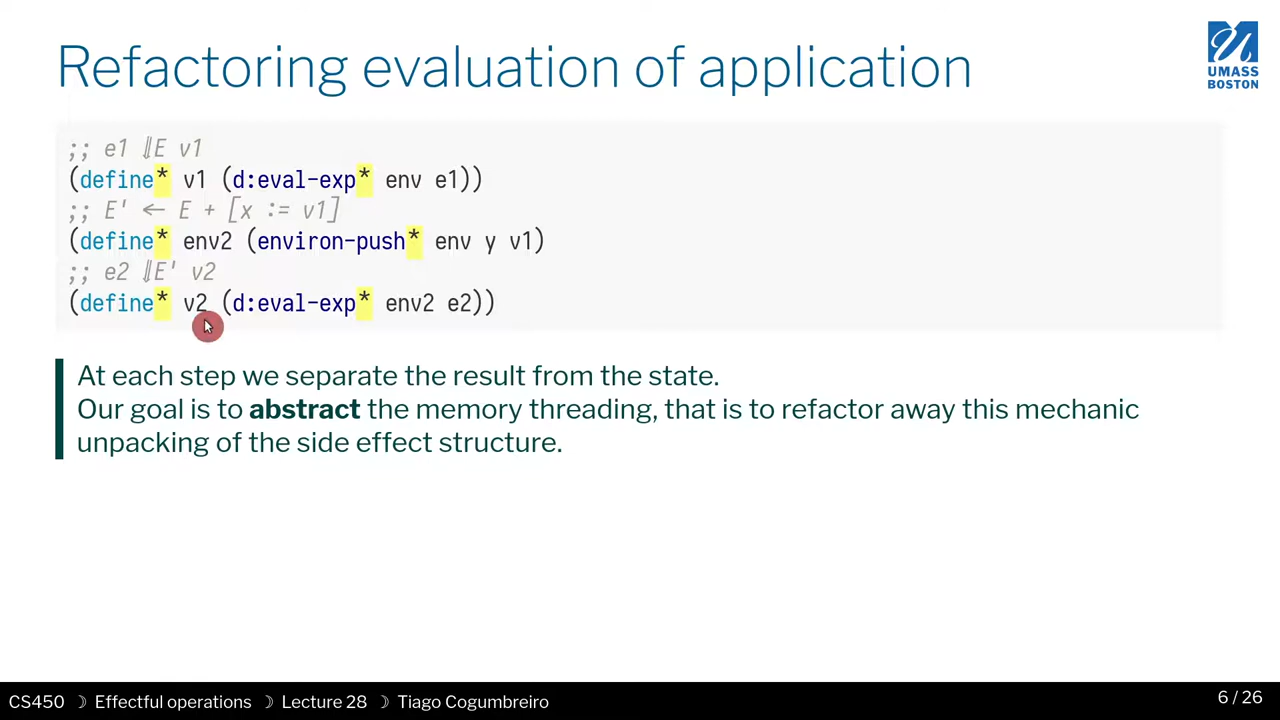 Refactoring evaluation of application
UMASS
BOSTON
;; e1 ⇓E v1
(define* v1 (d:eval-exp* env e1))
;; E' ← E + [x := v1]
(define* env2 (environ-push* env y v1)
;; e2 ⇓E' v2
(define* v2 (d:eval-exp* env2 e2))
At each step we separate the result from the state.
Our goal is to abstract the memory threading, that is to refactor away this mechanic
unpacking of the side effect structure.
CS450 ☽ Effectful operations ☽ Lecture 28 ☽ Tiago Cogumbreiro
6 / 26